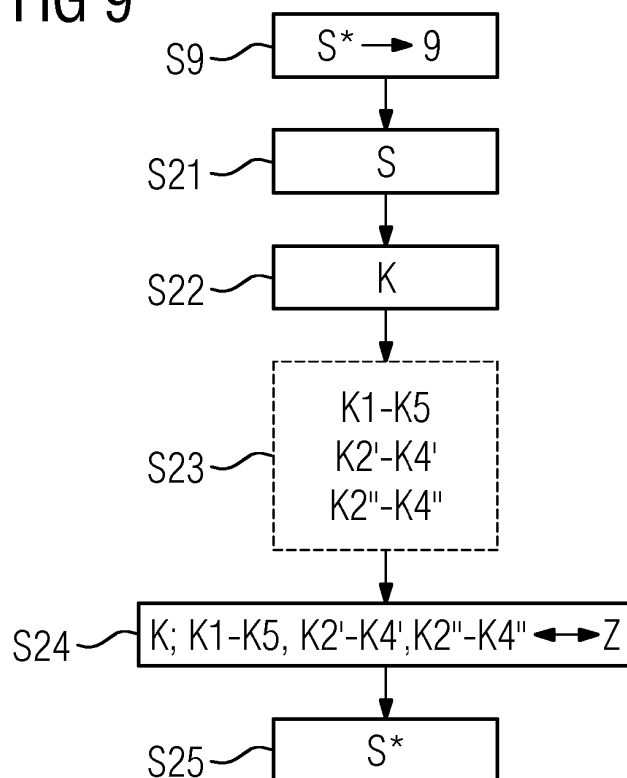 FIG 9
S9
S* → 9
S21
S
S22
K
S23
K1-K5
K2'-K4'
K2"-K4"
S24
K; K1-K5, K2'-K4',K2"-K4" ↔ Z
S25
S*